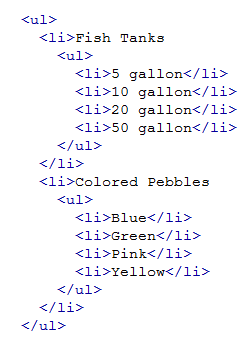 <ul>
<li>Fish Tanks
<ul>
<li>5 gallon</li>
<li>10 gallon</li>
<li>20 gallon</li>
<li>50 gallon</li>
</ul>
</li>
<li>Colored Pebbles
<ul>
<li>Blue</li>
<li>Green</li>
<li>Pink</li>
<li>Yellow</li>
</ul>
</li>
</ul>